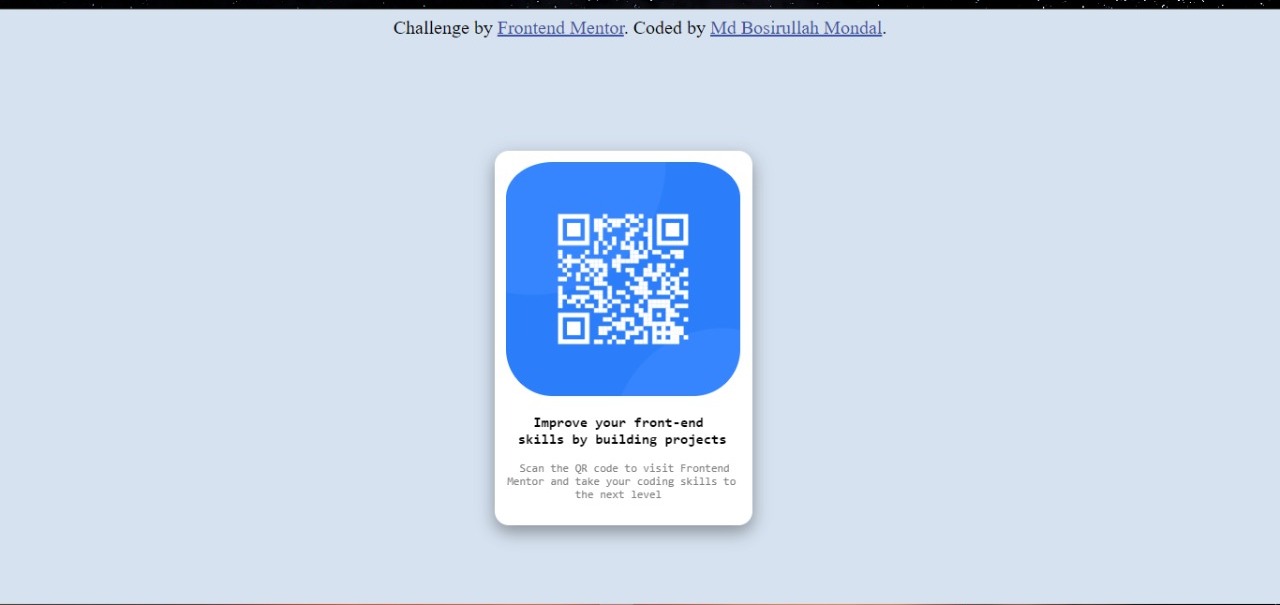 Challenge by Frontend Mentor. Coded by Md Bosirullah Mondal.
Improve your front-end
skills by building projects
Scan the QR code to visit Frontend
Mentor and take your coding skills to
the next level